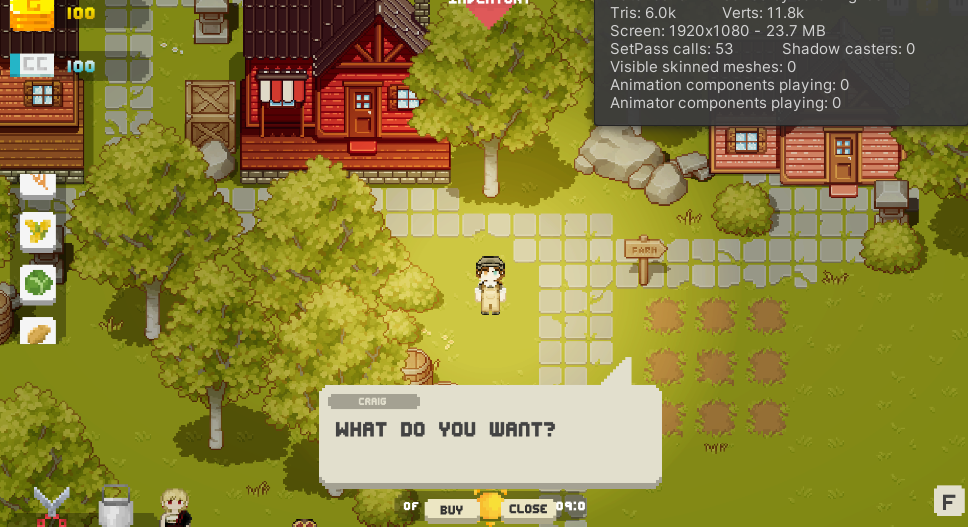 INVENTORY
100
CC
100
Tris: 6.0k Verts: 11.8k
Screen: 1920x1080 - 23.7 MB
SetPass calls: 53 Shadow casters: 0
Visible skinned meshes: 0
Animation components playing: 0
Animator components playing: 0
FARM
CRAIG
WHAT DO YOU WANT?
OF
BUY
CLOSE
09:0
F